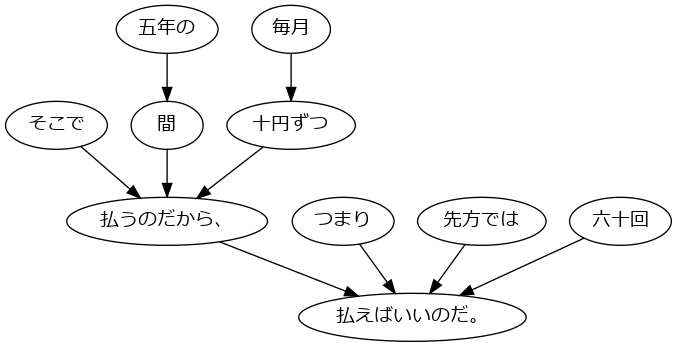 五年の
毎月
そこで
間
十円ずつ
払うのだから、
つまり
先方では
六十回
払えばいいのだ。